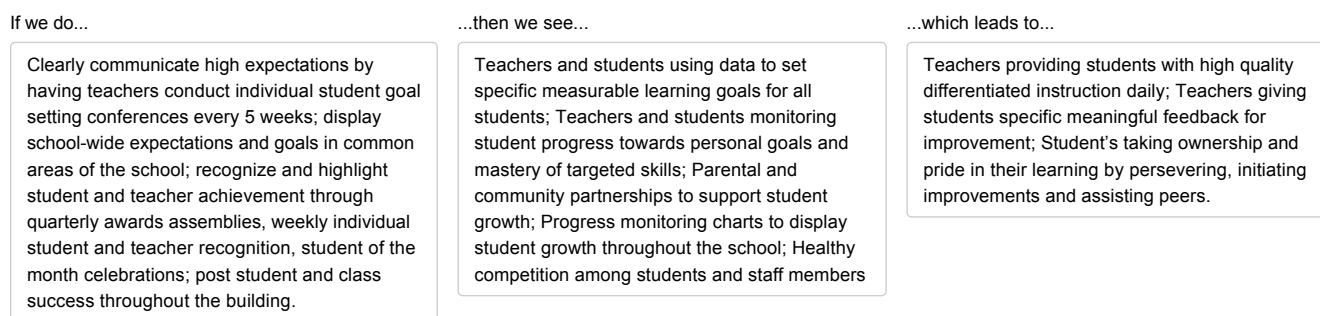 If we do...
Clearly communicate high expectations by
having teachers conduct individual student goal
setting conferences every 5 weeks; display
school-wide expectations and goals in common
areas of the school; recognize and highlight
student and teacher achievement through
quarterly awards assemblies, weekly individual
student and teacher recognition, student of the
month celebrations; post student and class
success throughout the building.
...then we see...
Teachers and students using data to set
specific measurable learning goals for all
students; Teachers and students monitoring
student progress towards personal goals and
mastery of targeted skills; Parental and
community partnerships to support student
growth; Progress monitoring charts to display
student growth throughout the school; Healthy
competition among students and staff members
...which leads to...
Teachers providing students with high quality
differentiated instruction daily; Teachers giving
students specific meaningful feedback for
improvement; Student's taking ownership and
pride in their learning by persevering, initiating
improvements and assisting peers.